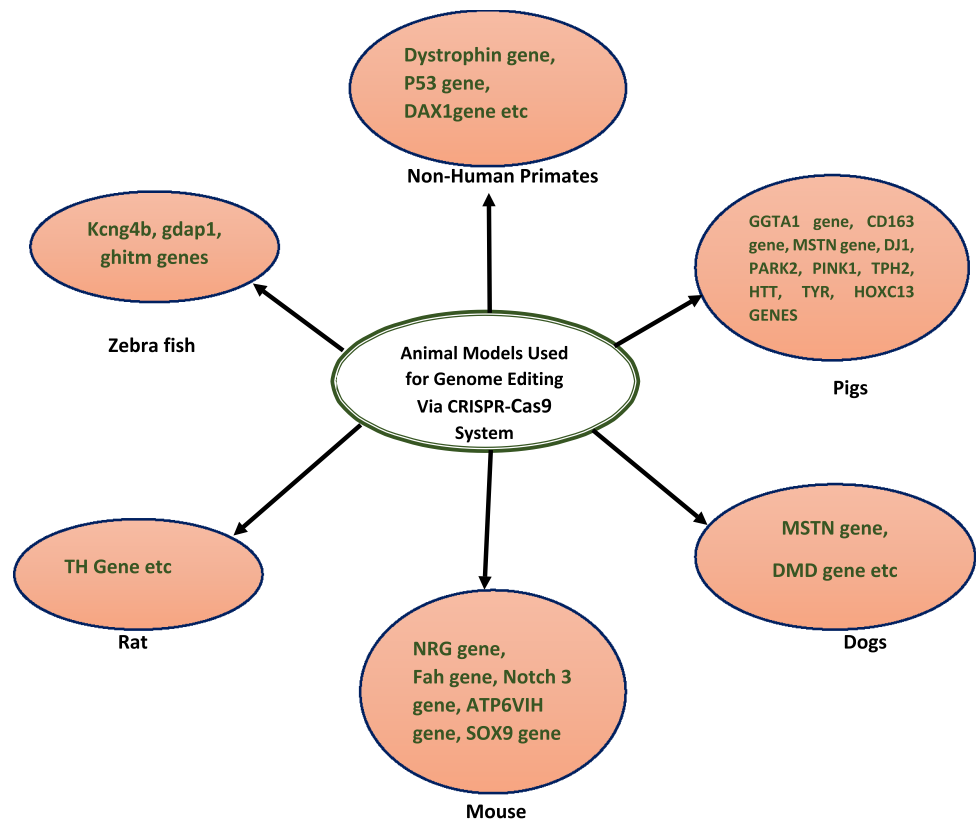 Dystrophin gene,
P53 gene,
DAX1gene etc
Non-Human Primates
Kcng4b, gdap1,
ghitm genes
Zebra fish
GGTA1 gene, CD163
gene, MSTN gene, DJ1,
PARK2, PINK1, TPH2,
HTT, TYR, HOXC13
GENES
Pigs
Animal Models Used
for Genome Editing
Via CRISPR-Cas9
System
TH Gene etc
Rat
MSTN gene,
DMD gene etc
Dogs
NRG gene,
Fah gene, Notch 3
gene, ATP6VIH
gene, SOX9 gene
Mouse